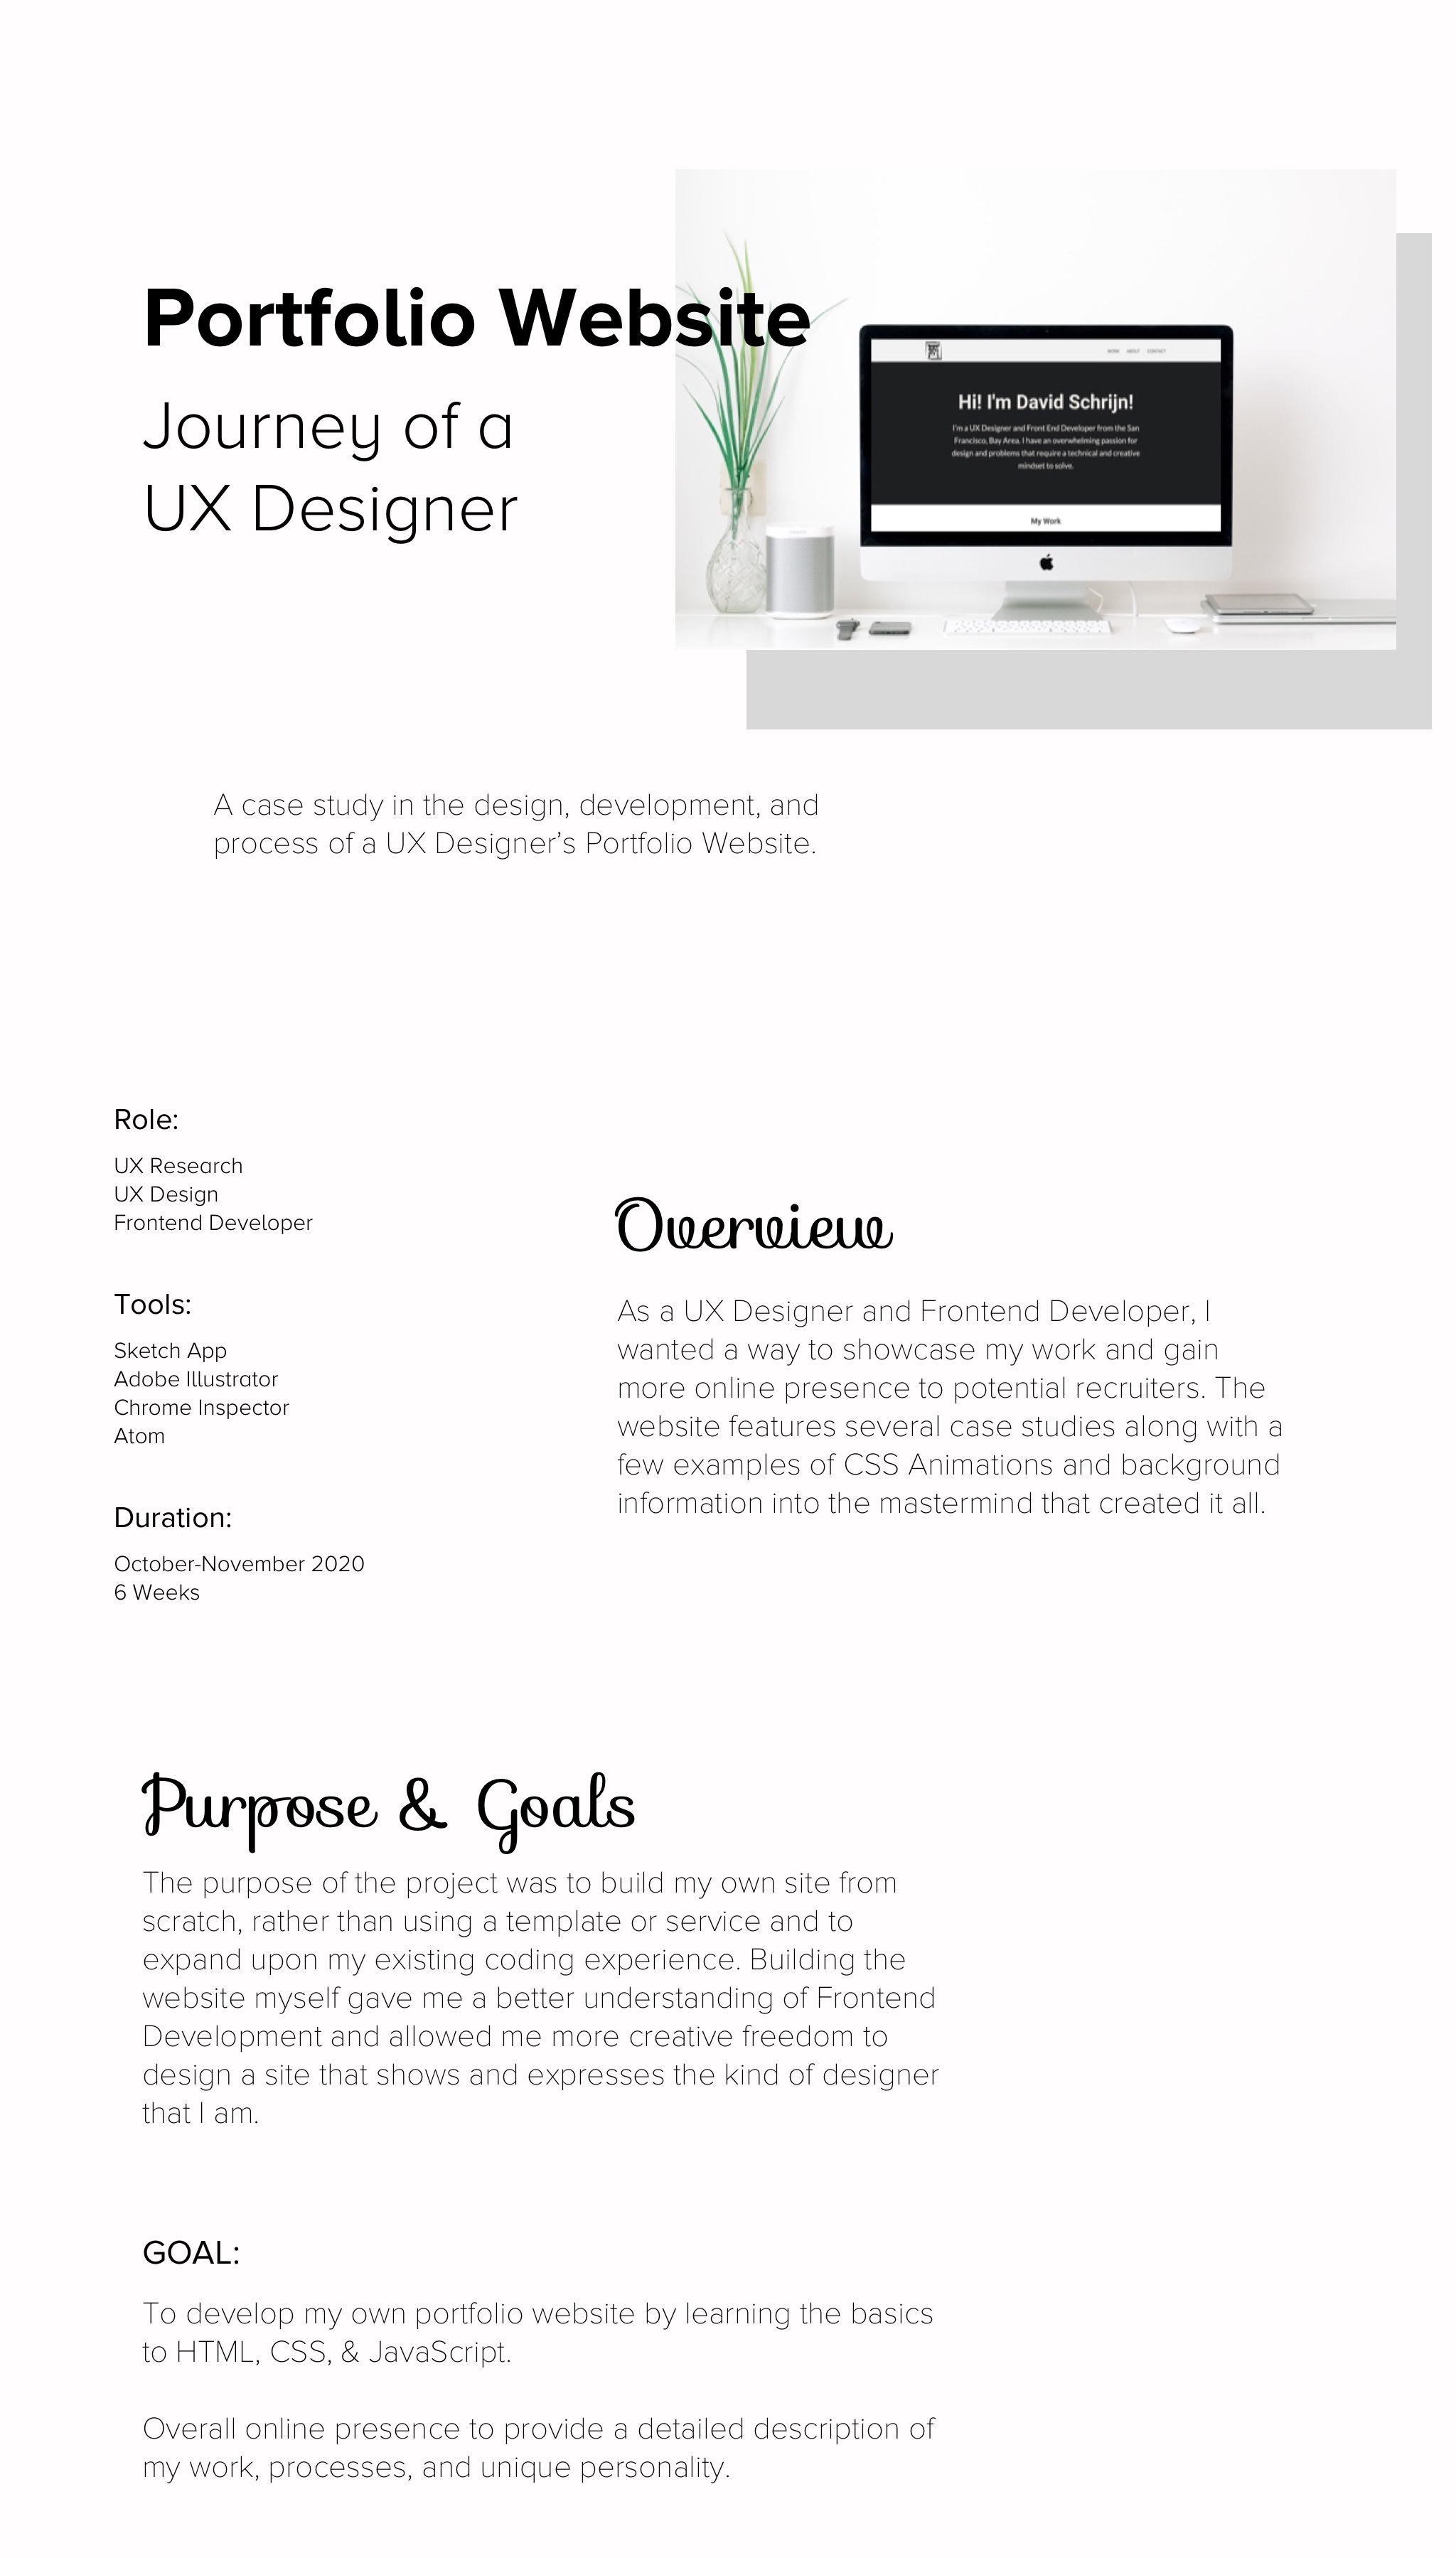 Portfolio Website
Journey of a
UX Designer
WORK ABOUT CONTACT
Hi! I'm David Schrijn!
I'm a UX Designer and Front End Developer from the San
Francisco, Bay Area. I have an overwhelming passion for
design and problems that require a technical and creative
mindset to solve.
My Work
A case study in the design, development, and
process of a UX Designer’s Portfolio Website.
Role:
UX Research
UX Design
Frontend Developer
Tools:
Sketch App
Adobe Illustrator
Chrome Inspector
Atom
Duration:
October-November 2020
6 Weeks
Overview
As a UX Designer and Frontend Developer, I
wanted a way to showcase my work and gain
more online presence to potential recruiters. The
website features several case studies along with a
few examples of CSS Animations and background
information into the mastermind that created it all.
Purpose & Goals
The purpose of the project was to build my own site from
scratch, rather than using a template or service and to
expand upon my existing coding experience. Building the
website myself gave me a better understanding of Frontend
Development and allowed me more creative freedom to
design a site that shows and expresses the kind of designer
that I am.
GOAL:
To develop my own portfolio website by learning the basics
to HTML, CSS, & JavaScript.
Overall online presence to provide a detailed description of
my work, processes, and unique personality.